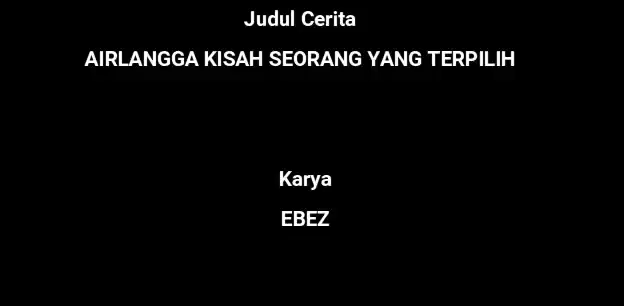 Judul Cerita
AIRLANGGA KISAH SEORANG YANG TERPILIH
Karya
EBEZ